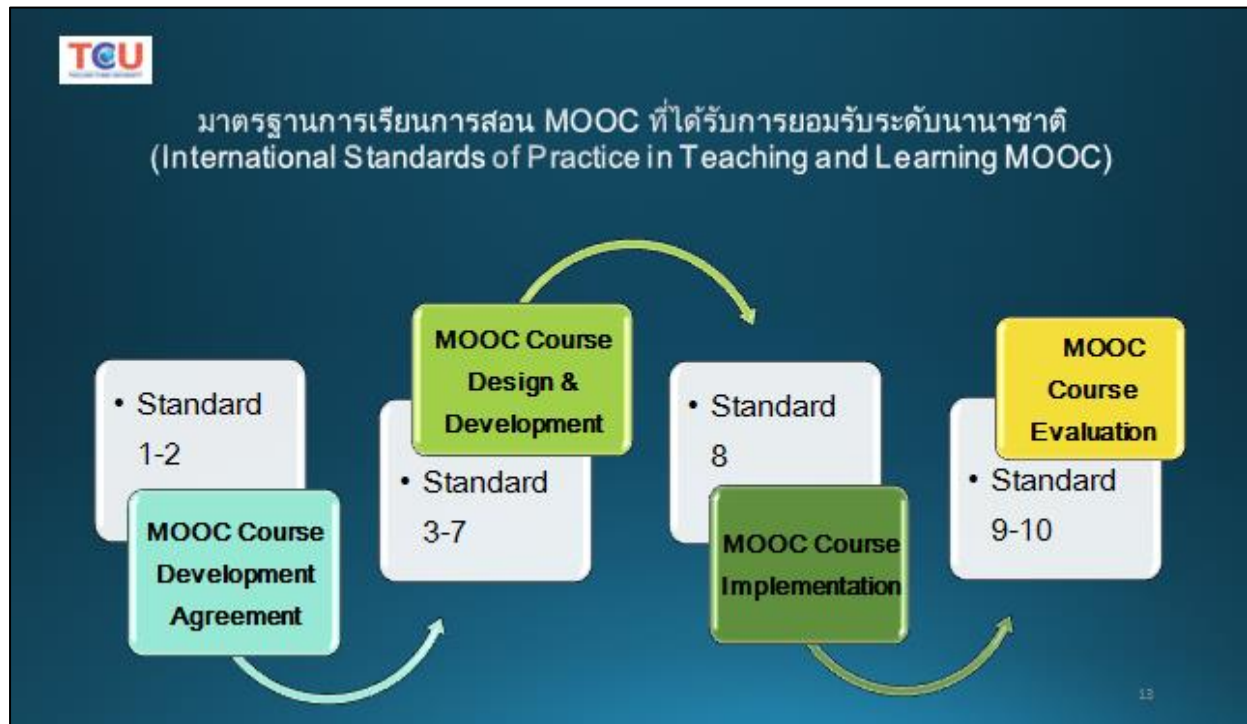 TCU
มาตรฐานการเรียนการสอน MOOC ที่ได้รับการยอมรับระดับนานาชาติ
(International Standards of Practice in Teaching and Learning MOOC)
• Standard
1-2
MOOC Course
Development
Agreement
MOOC Course
Design &
Development
• Standard
3-7
• Standard
8
MOOC Course
Implementation
MOOC
Course
Evaluation
• Standard
9-10
13